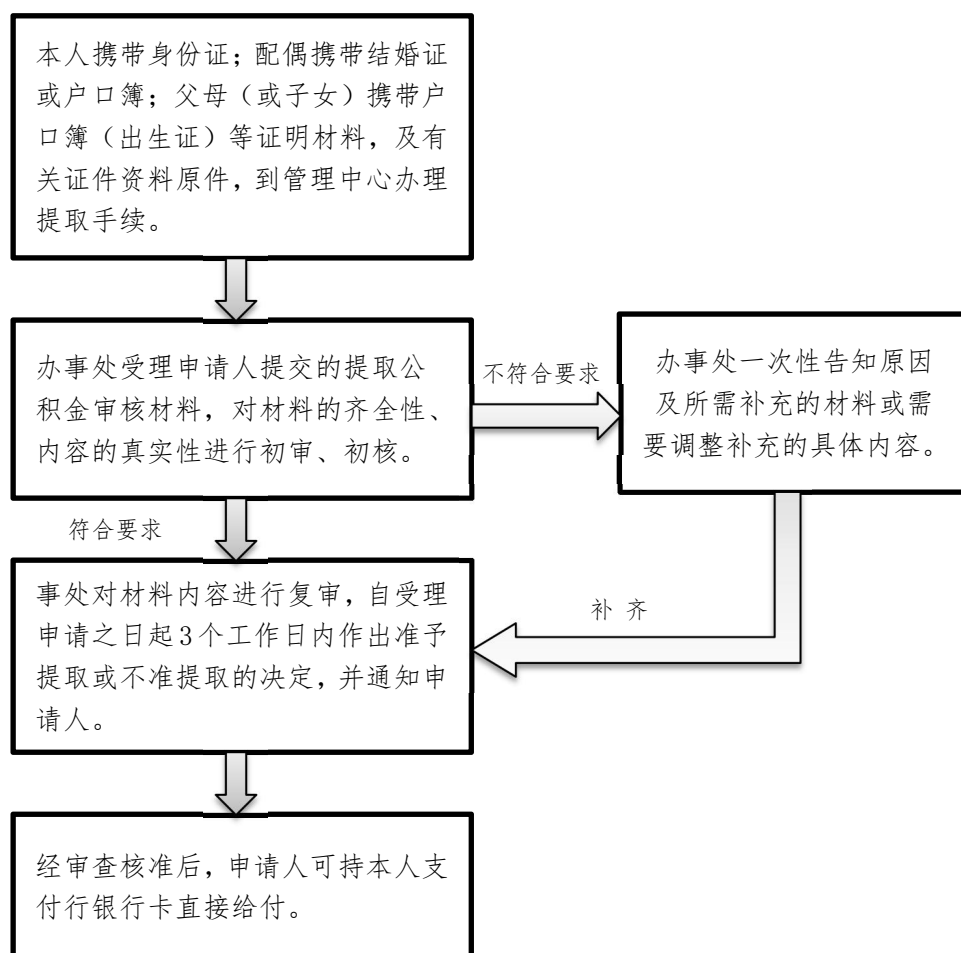 本人携带身份证；配偶携带结婚证
或户口簿；父母（或子女）携带户
口簿（出生证）等证明材料，及有
关证件资料原件，到管理中心办理
提取手续。
办事处受理申请人提交的提取公
积金审核材料，对材料的齐全性、
内容的真实性进行初审、初核。
不符合要求
办事处一次性告知原因
及所需补充的材料或需
要调整补充的具体内容。
符合要求
补 齐
事处对材料内容进行复审，自受理
申请之日起3个工作日内作出准予
提取或不准提取的决定，并通知申
请人。
经审查核准后，申请人可持本人支
付行银行卡直接给付。